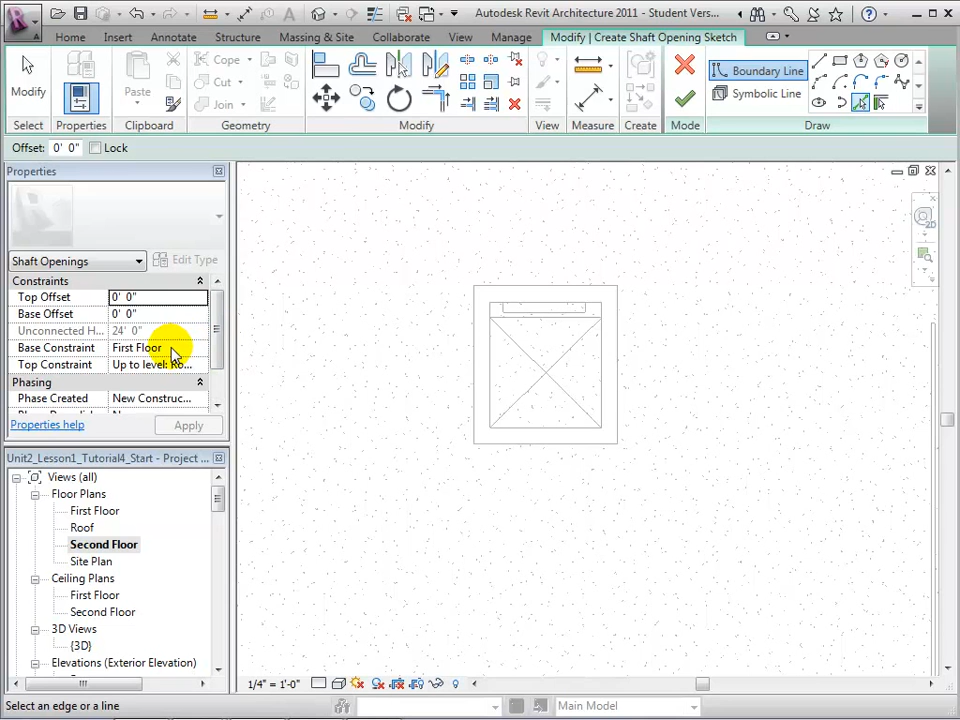 Autodesk Revit Architecture 2011 - Student Vers...
Home Insert Annotate Structure Massing & Site Collaborate View Manage Modify | Create Shaft Opening Sketch
Modify
Paste
Cope
Cut
Join
Boundary Line
Symbolic Line
Select Properties Clipboard Geometry Modify View Measure Create Mode Draw
Offset: 0' 0" Lock
Properties
Shaft Openings
Edit Type
Constraints
Top Offset 0' 0"
Base Offset 0' 0"
Unconnected H... 24' 0"
Base Constraint First Floor
Top Constraint Up to level: Ro...
Phasing
Phase Created New Construc...
Properties help
Apply
Unit2_Lesson1_Tutorial4_Start - Project ...
Views (all)
Floor Plans
First Floor
Roof
Second Floor
Site Plan
Ceiling Plans
First Floor
Second Floor
3D Views
{3D}
Elevations (Exterior Elevation)
2D
1/4" = 1'-0"
Select an edge or a line
Main Model